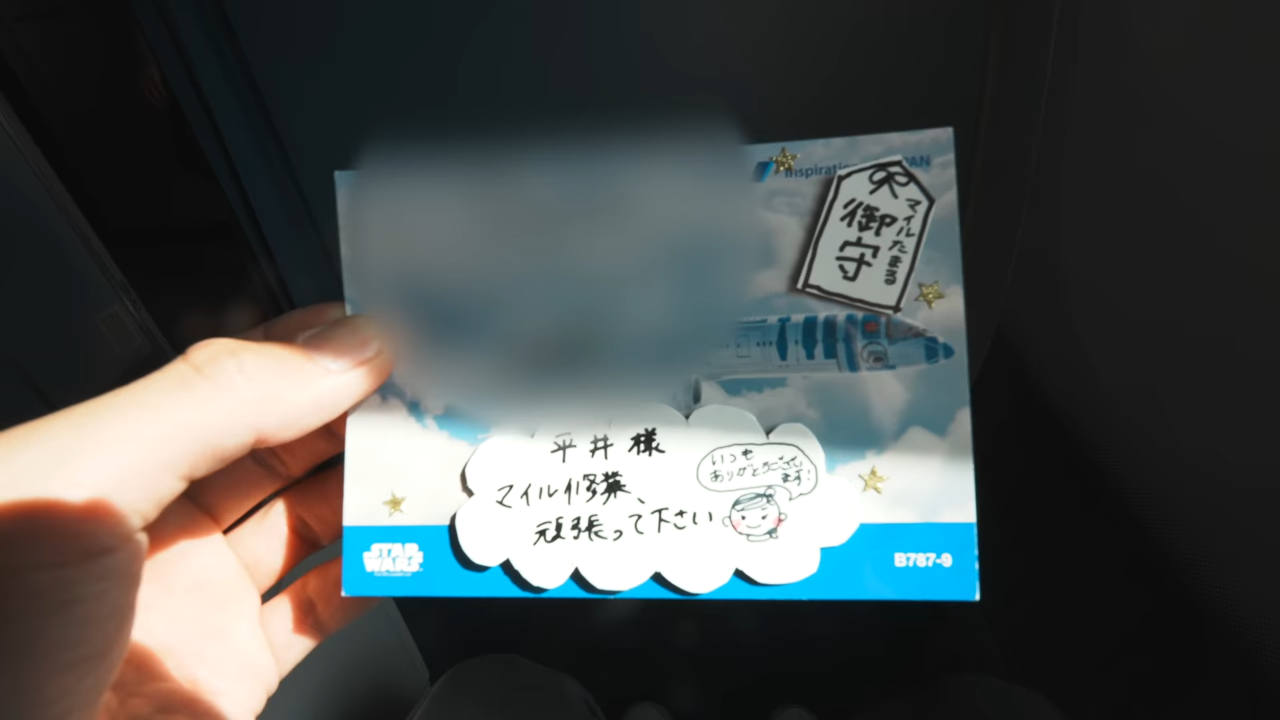 マイルたまる
御守
平井様
マイル修業、
頑張って下さい
いつも
ありがとうござい
ます!
STAR
WARS
B787-9